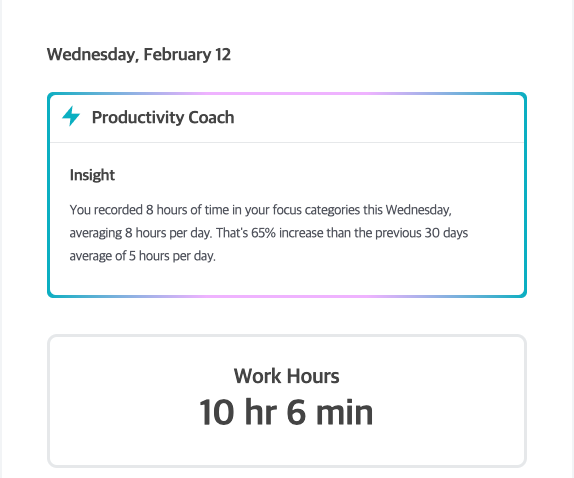 Wednesday, February 12
Productivity Coach
Insight
You recorded 8 hours of time in your focus categories this Wednesday,
averaging 8 hours per day. That's 65% increase than the previous 30 days
average of 5 hours per day.
Work Hours
10 hr 6 min